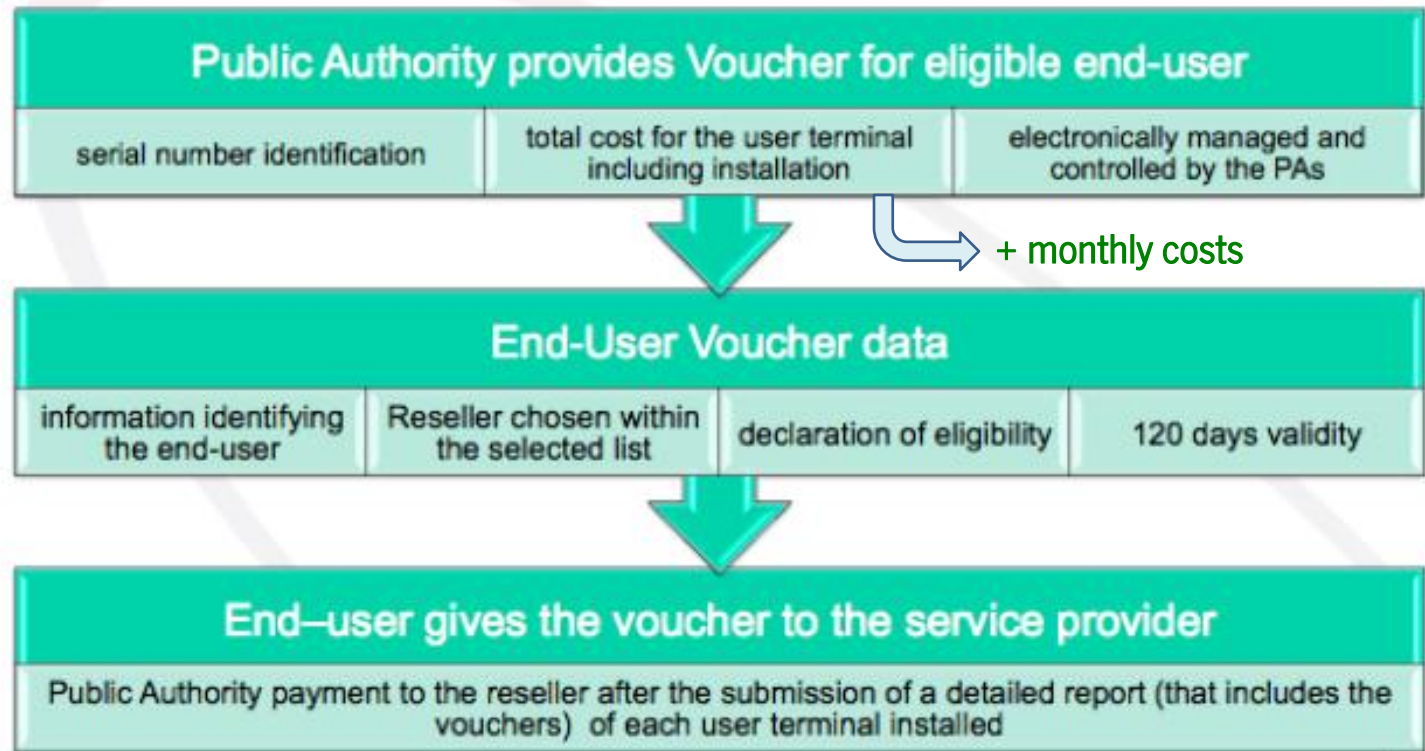 Public Authority provides Voucher for eligible end-user
serial number identification
total cost for the user terminal
including installation
electronically managed and
controlled by the PAs
+ monthly costs
End-User Voucher data
information identifying
the end-user
Reseller chosen within
the selected list
declaration of eligibility
120 days validity
End–user gives the voucher to the service provider
Public Authority payment to the reseller after the submission of a detailed report (that includes the
vouchers) of each user terminal installed